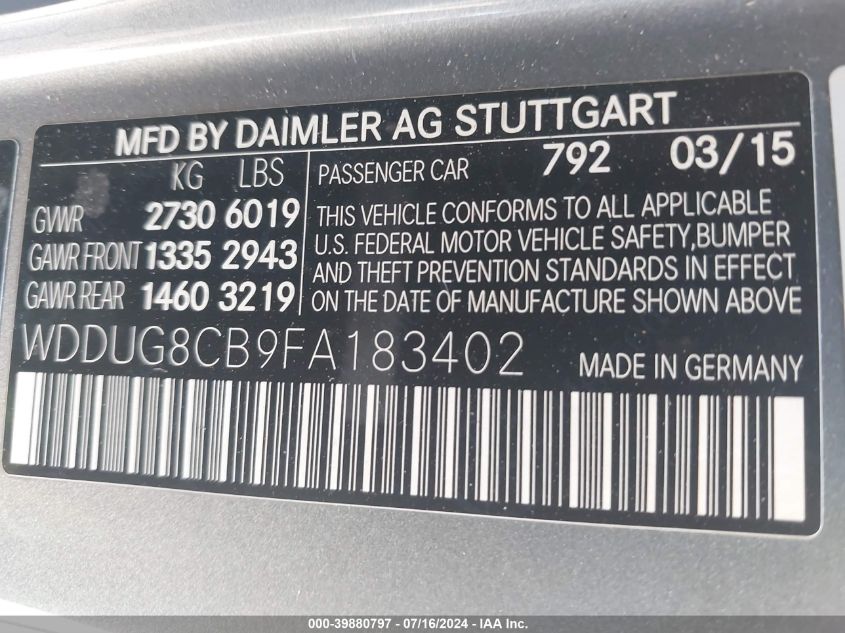 MFD BY DAIMLER AG STUTTGART
KG LBS
GVWR 2730 6019
GAWR FRONT 1335 2943
GAWR REAR 1460 3219
PASSENGER CAR 792 03/15
THIS VEHICLE CONFORMS TO ALL APPLICABLE
U.S. FEDERAL MOTOR VEHICLE SAFETY,BUMPER
AND THEFT PREVENTION STANDARDS IN EFFECT
ON THE DATE OF MANUFACTURE SHOWN ABOVE
WDDUG8CB9FA183402
MADE IN GERMANY
000-39880797 - 07/16/2024 - IAA Inc.